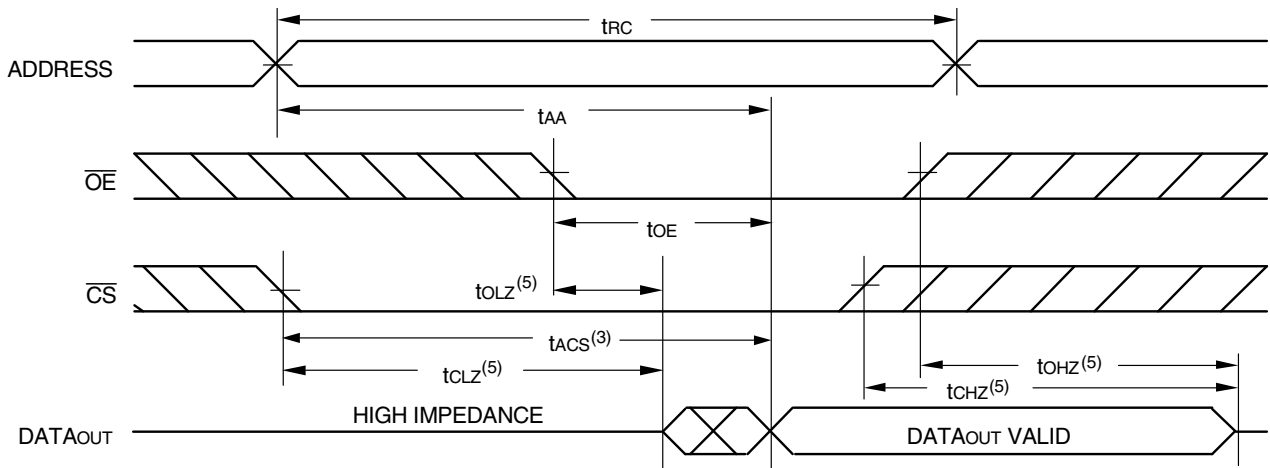 tRC
ADDRESS
tAA
OE
tOE
CS
tOLZ(5)
tACS(3)
tCLZ(5)
tOHZ(5)
tCHZ(5)
HIGH IMPEDANCE
DATAOUT
DATAOUT VALID